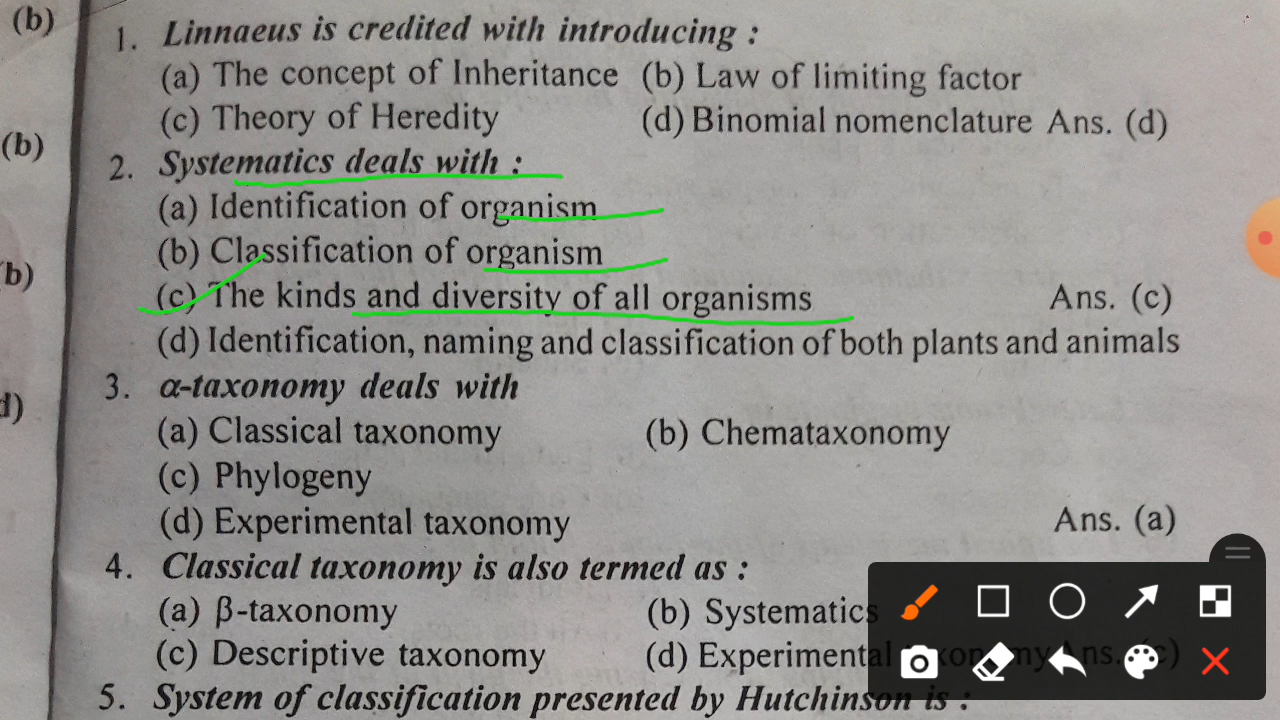 (b)
1. Linnaeus is credited with introducing :
(a) The concept of Inheritance (b) Law of limiting factor
(c) Theory of Heredity (d) Binomial nomenclature Ans. (d)
(b)
2. Systematics deals with :
(a) Identification of organism
(b) Classification of organism
b)
(c) The kinds and diversity of all organisms Ans. (c)
(d) Identification, naming and classification of both plants and animals
3. α-taxonomy deals with
d)
(a) Classical taxonomy (b) Chemataxonomy
(c) Phylogeny
(d) Experimental taxonomy Ans. (a)
4. Classical taxonomy is also termed as :
(a) β-taxonomy (b) Systematics
(c) Descriptive taxonomy (d) Experimental taxonomy Ans. (c)
5. System of classification presented by Hutchinson is :